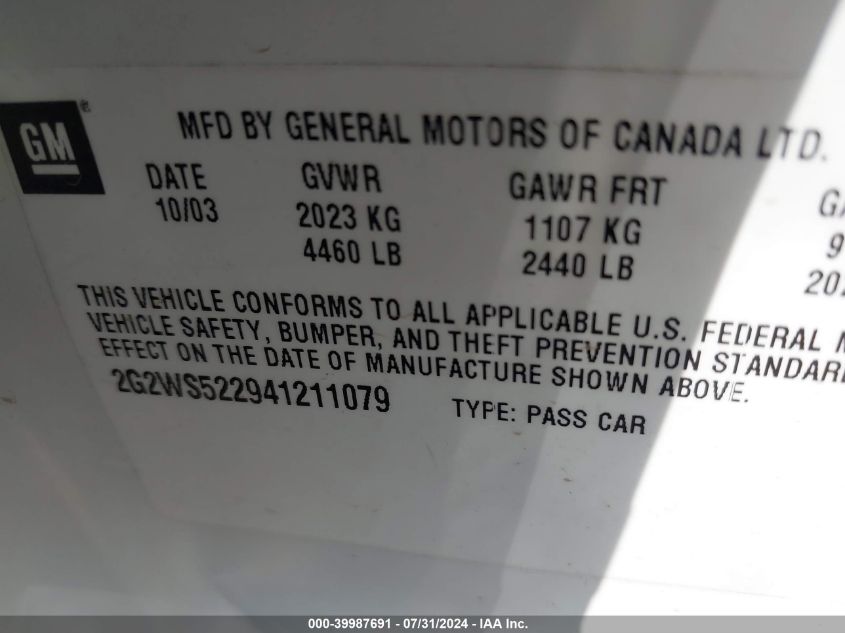 GM ®
MFD BY GENERAL MOTORS OF CANADA LTD.
DATE GVWR GAWR FRT
10/03 2023 KG 1107 KG
4460 LB 2440 LB
THIS VEHICLE CONFORMS TO ALL APPLICABLE U.S. FEDERAL
VEHICLE SAFETY, BUMPER, AND THEFT PREVENTION STANDARD
EFFECT ON THE DATE OF MANUFACTURE SHOWN ABOVE.
2G2WS522941211079 TYPE: PASS CAR
000-39987691 - 07/31/2024 - IAA Inc.